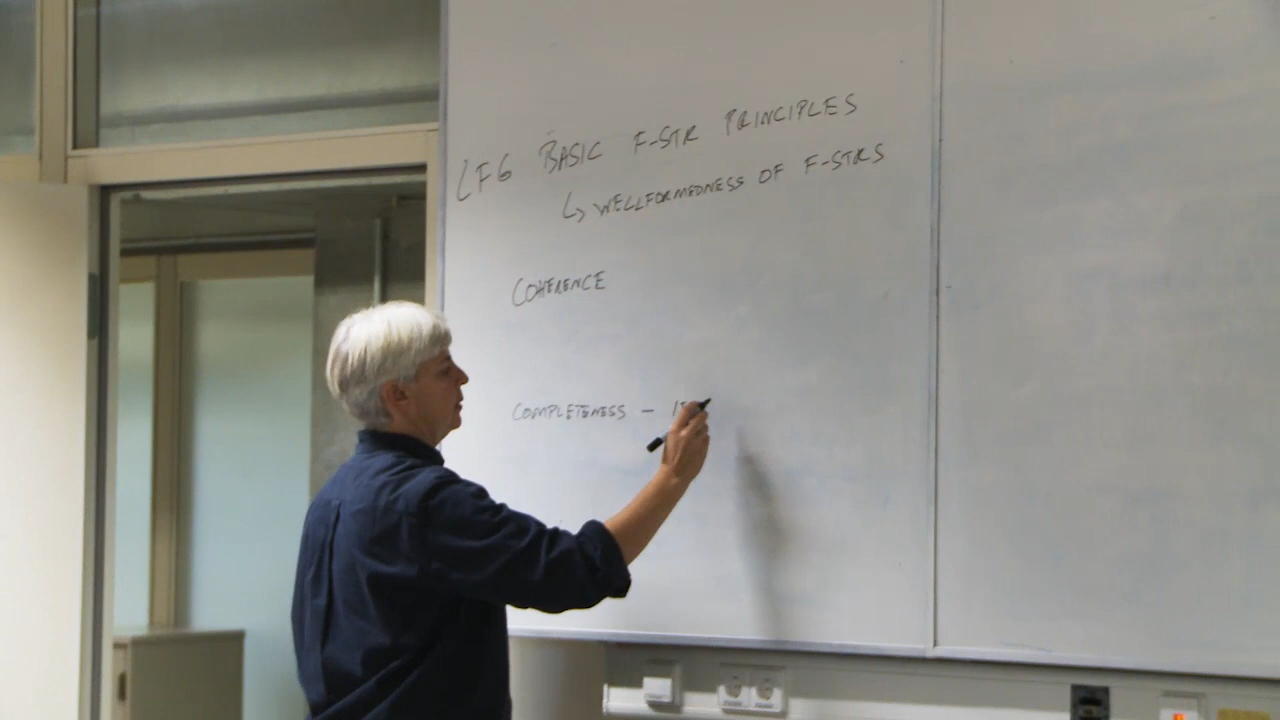 LFG BASIC F-STR PRINCIPLES
↳ WELLFORMEDNESS OF F-STRS
COHERENCE
COMPLETENESS –